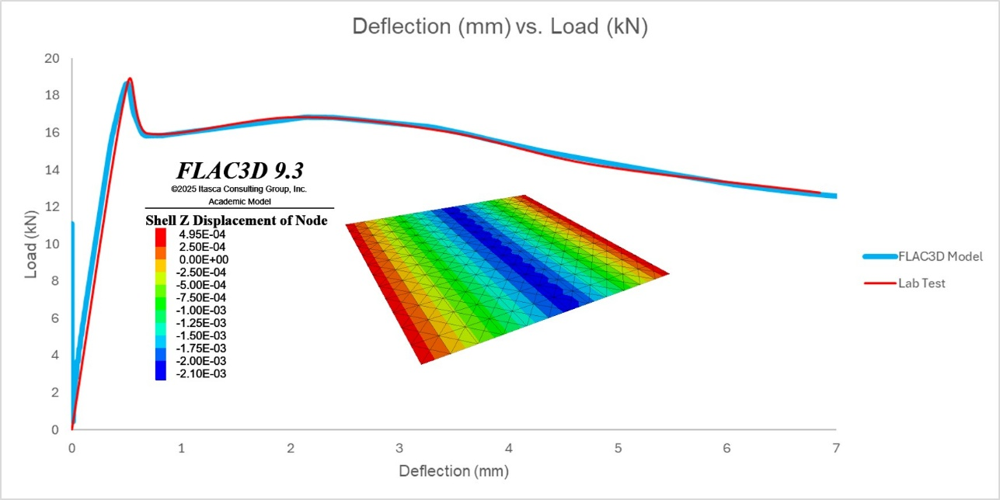 Deflection (mm) vs. Load (kN)
20
18
16
14
12
10
8
6
4
2
0
Load (kN)
FLAC3D 9.3
©2025 Itasca Consulting Group, Inc.
Academic Model
Shell Z Displacement of Node
4.95E-04
2.50E-04
0.00E+00
-2.50E-04
-5.00E-04
-7.50E-04
-1.00E-03
-1.25E-03
-1.50E-03
-1.75E-03
-2.00E-03
-2.10E-03
FLAC3D Model
Lab Test
0 1 2 3 4 5 6 7
Deflection (mm)